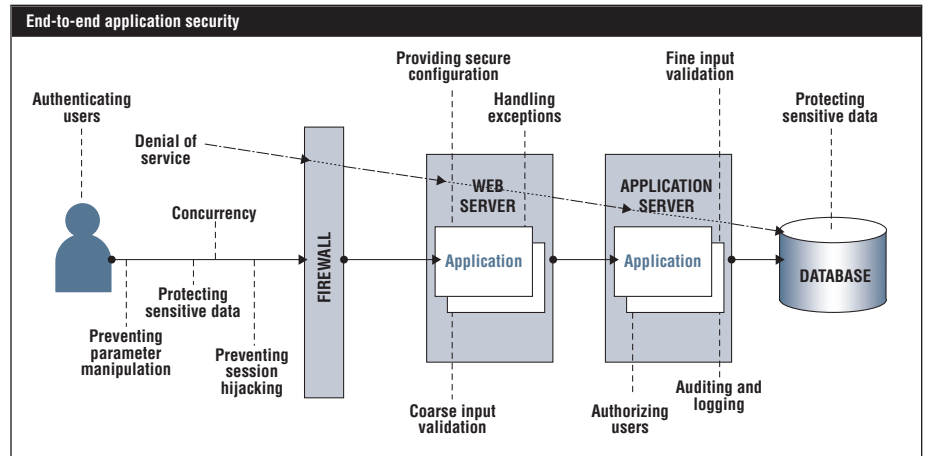 End-to-end application security
Providing secure
configuration
Fine input
validation
Authenticating
users
Handling
exceptions
Protecting
sensitive data
Denial of
service
WEB
SERVER
APPLICATION
SERVER
Concurrency
FIREWALL
Application
Application
DATABASE
Protecting
sensitive data
Preventing
parameter
manipulation
Preventing
session
hijacking
Coarse input
validation
Authorizing
users
Auditing and
logging